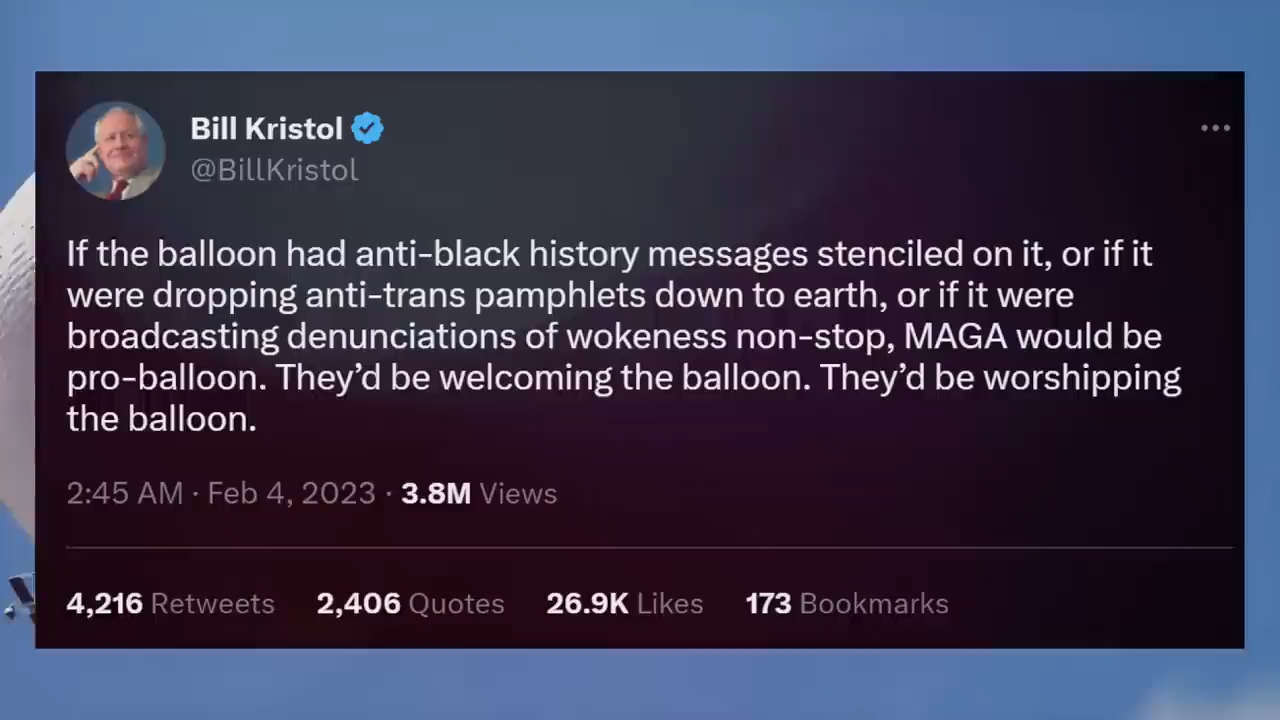 Bill Kristol
@BillKristol
If the balloon had anti-black history messages stenciled on it, or if it
were dropping anti-trans pamphlets down to earth, or if it were
broadcasting denunciations of wokeness non-stop, MAGA would be
pro-balloon. They’d be welcoming the balloon. They’d be worshipping
the balloon.
2:45 AM · Feb 4, 2023 · 3.8M Views
4,216 Retweets 2,406 Quotes 26.9K Likes 173 Bookmarks